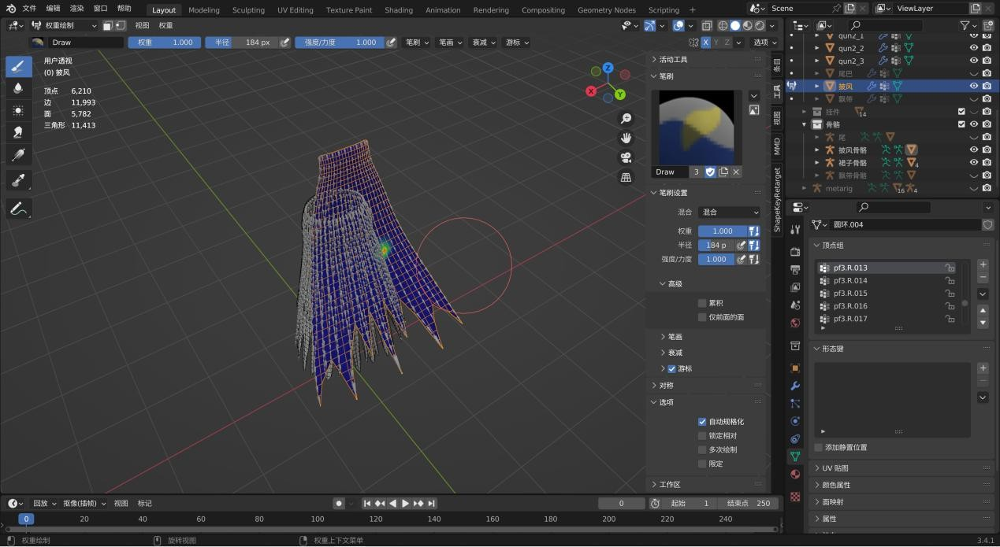 文件 编辑 渲染 窗口 帮助 Layout Modeling Sculpting UV Editing Texture Paint Shading Animation Rendering Compositing Geometry Nodes Scripting + Scene ViewLayer
权重绘制 视图 权重
Draw 权重 1.000 半径 184 px 强度/力度 1.000 笔刷 笔画 衰减 游标 X Y Z 选项
用户透视
(0) 披风
顶点 6,210
边 11,993
面 5,782
三角形 11,413
Z
X
Y
活动工具
笔刷
Draw 3
笔刷设置
混合 混合
权重 1.000
半径 184 p
强度/力度 1.000
高级
累积
仅前面的面
笔画
衰减
游标
对称
选项
自动规格化
锁定相对
多次绘制
限定
工作区
条目
工具
视图
MMD
ShapeKeyRetarget
qun2_1
qun2_2
qun2_3
尾巴
披风
飘带
挂件 14
骨骼
尾
披风骨骼
裙子骨骼 4
飘带骨骼
metarig 16 4
圆环.004
顶点组
pf3.R.013
pf3.R.014
pf3.R.015
pf3.R.016
pf3.R.017
形态键
添加静置位置
UV 贴图
颜色属性
面映射
属性
回放 抠像(插帧) 视图 标记 0 起始 1 结束点 250
0 20 40 60 80 100 120 140 160 180 200 220 240
权重绘制 旋转视图 权重上下文菜单 3.4.1